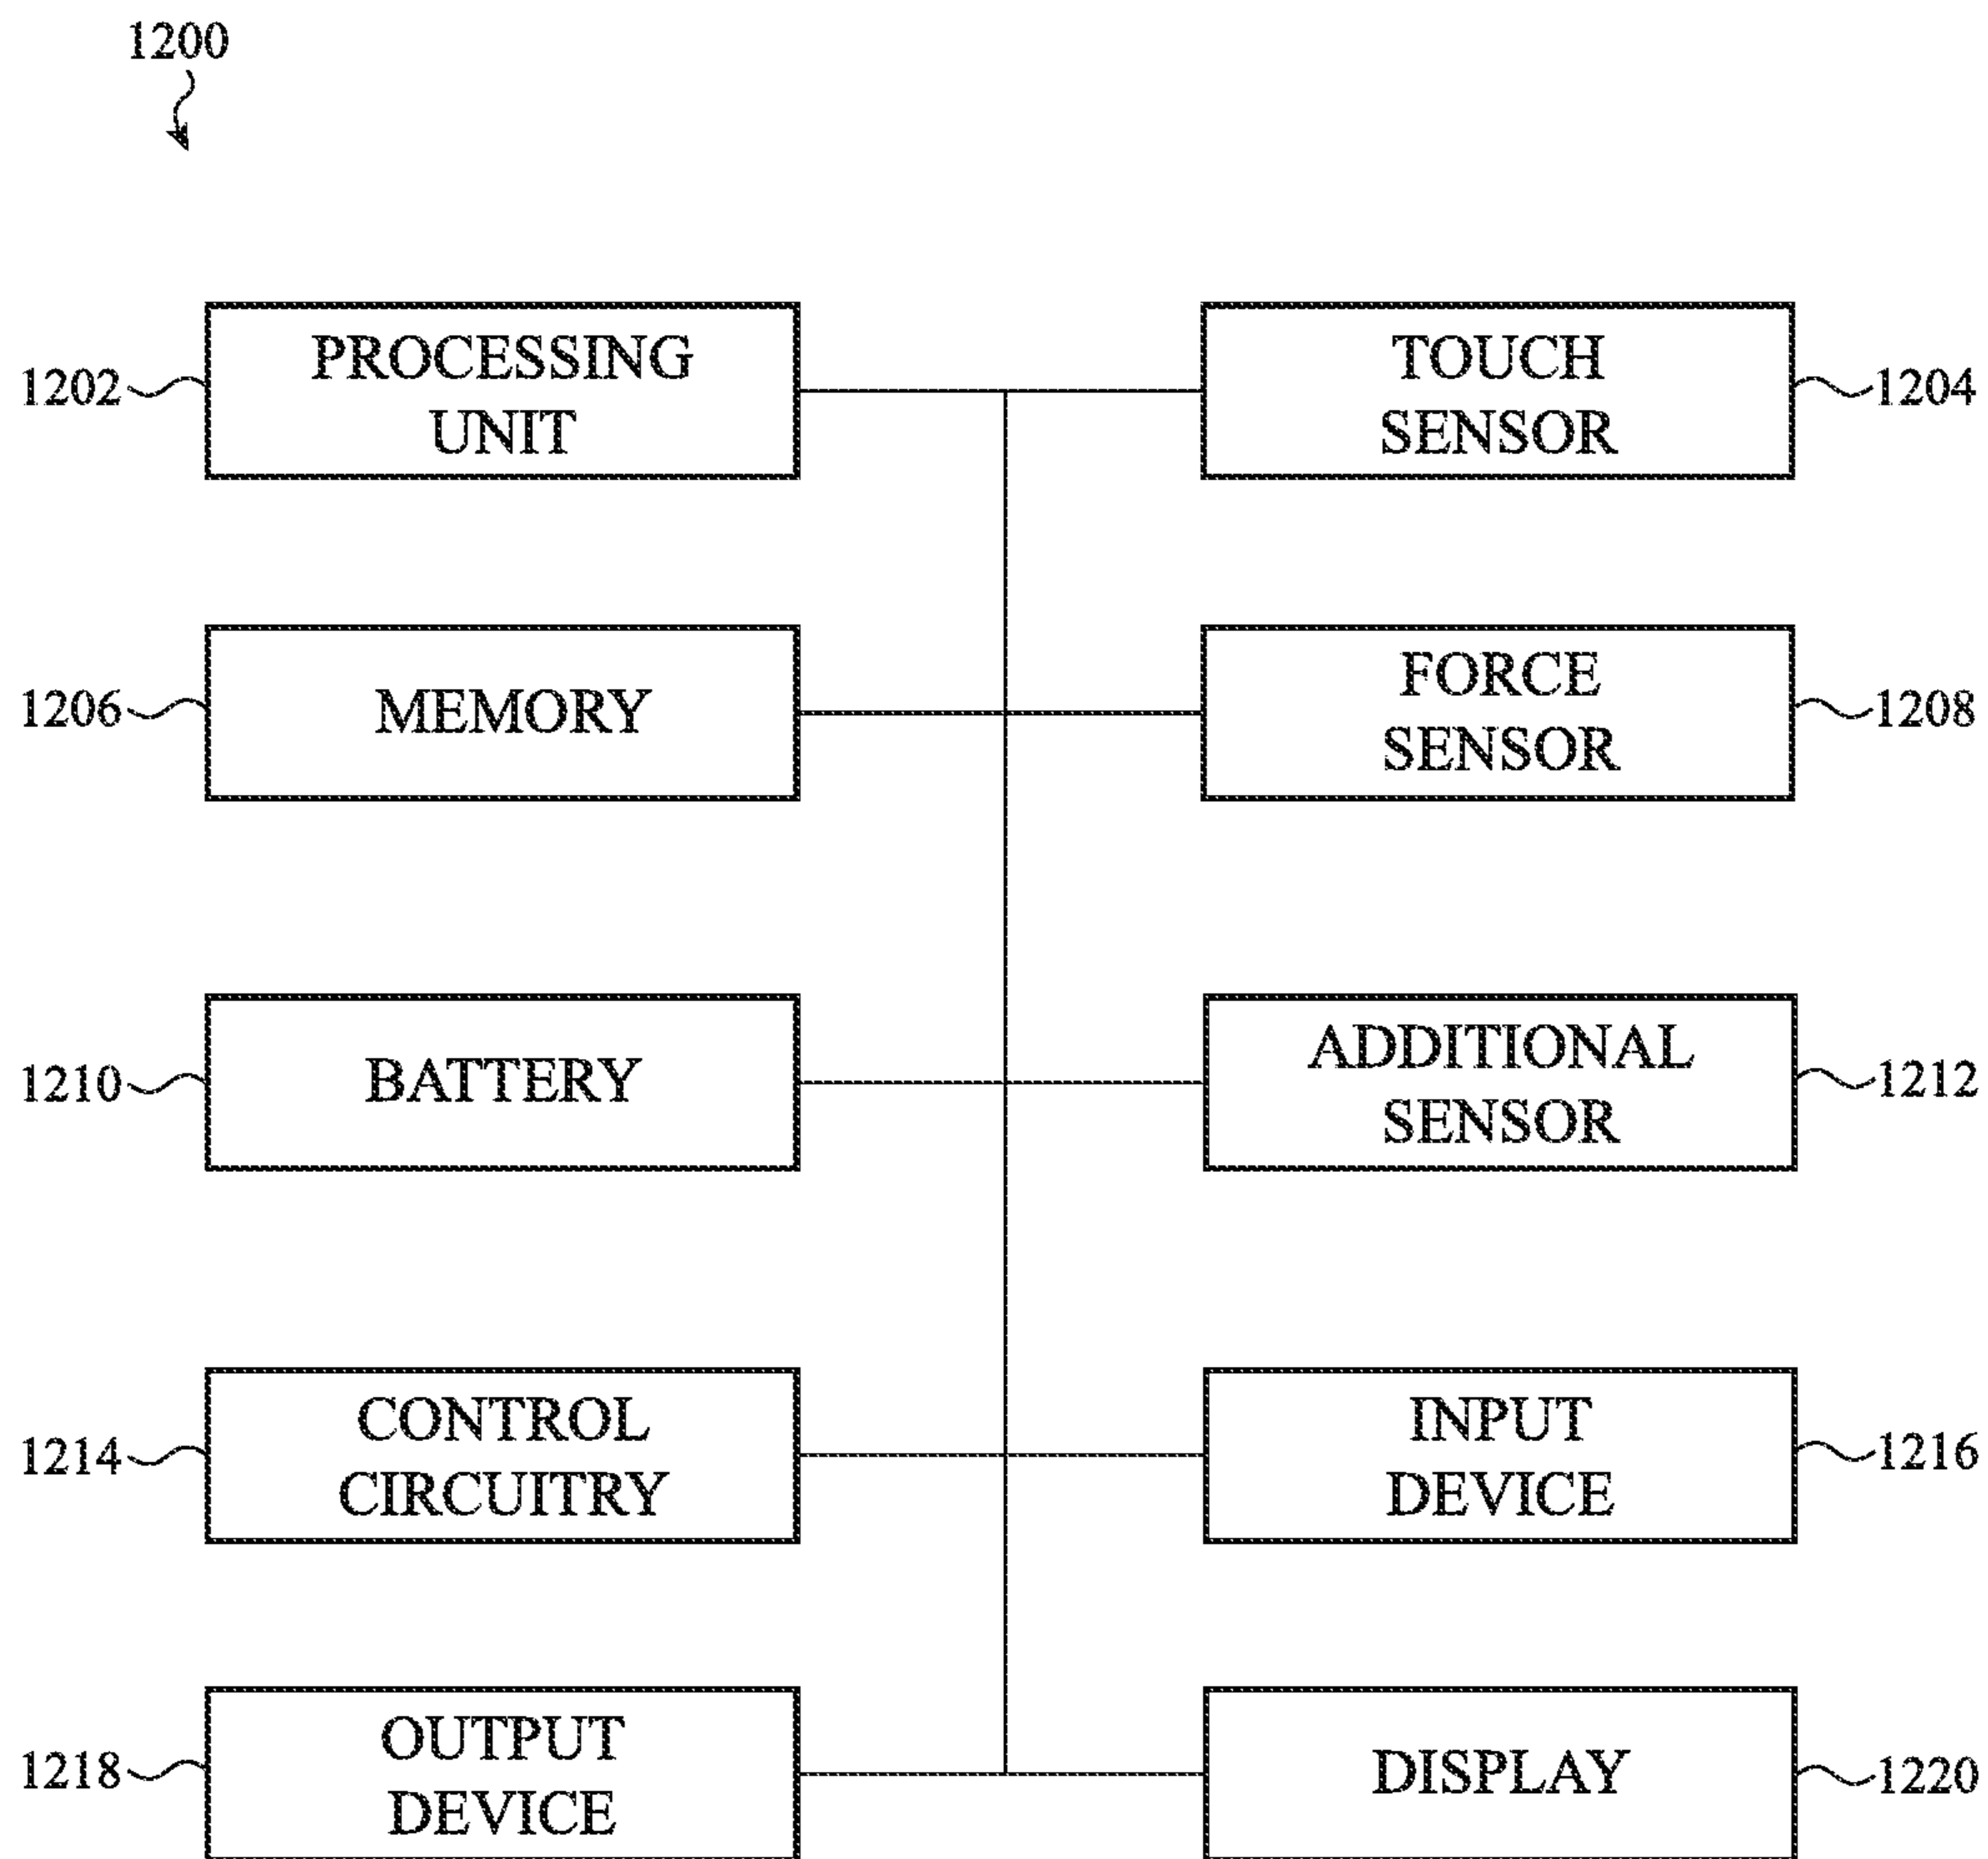 1200
PROCESSING
UNIT
1202
TOUCH
SENSOR
1204
MEMORY
1206
FORCE
SENSOR
1208
BATTERY
1210
ADDITIONAL
SENSOR
1212
CONTROL
CIRCUITRY
1214
INPUT
DEVICE
1216
OUTPUT
DEVICE
1218
DISPLAY
1220